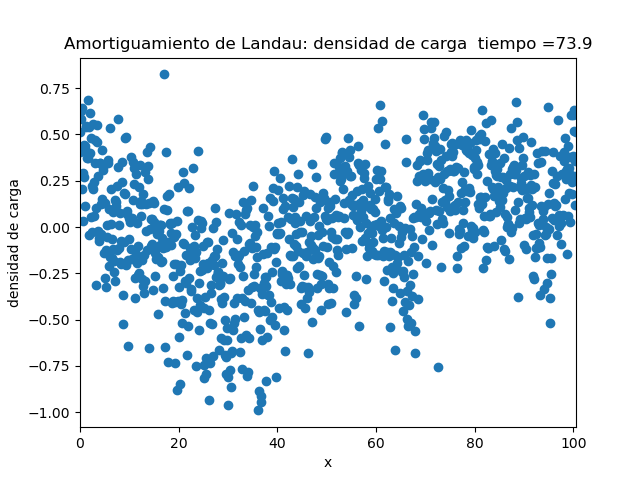 Amortiguamiento de Landau: densidad de carga  tiempo =73.9
densidad de carga
0.75
0.50
0.25
0.00
−0.25
−0.50
−0.75
−1.00
0 20 40 60 80 100
x